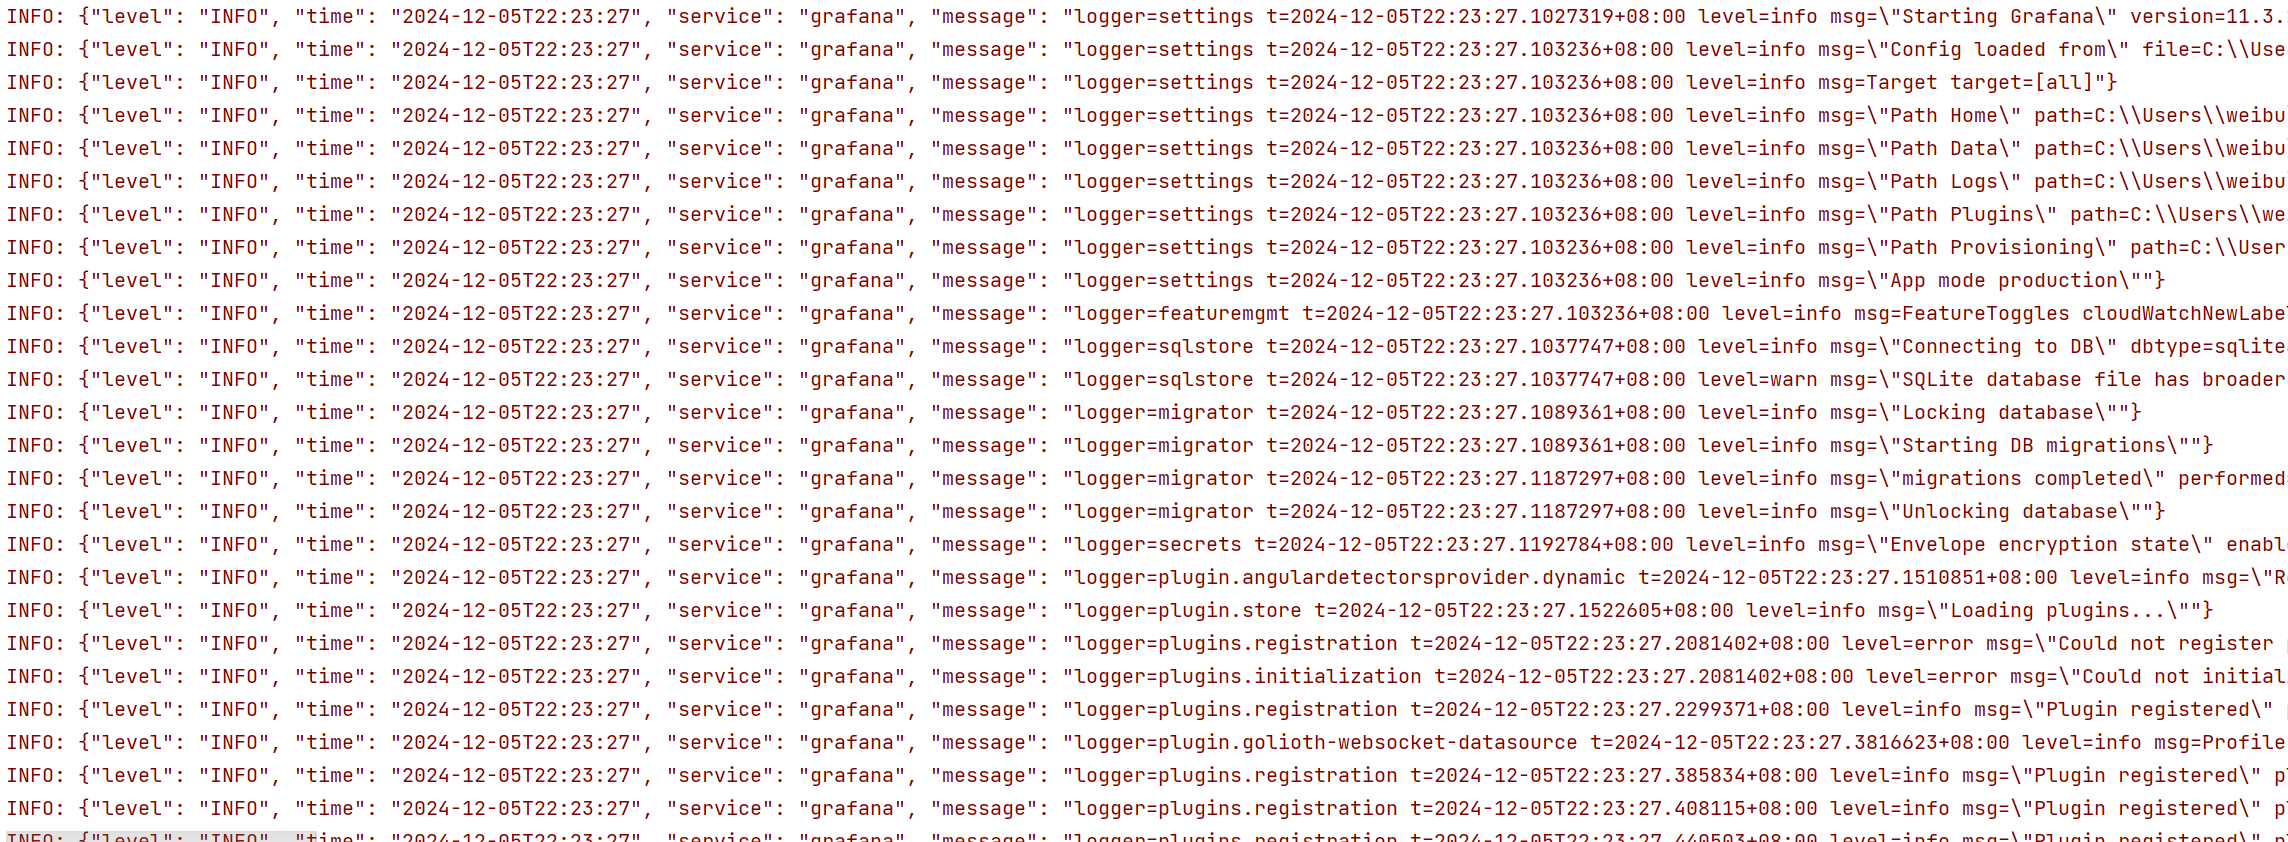 INFO: {"level": "INFO", "time": "2024-12-05T22:23:27", "service": "grafana", "message": "logger=settings t=2024-12-05T22:23:27.1027319+08:00 level=info msg=\"Starting Grafana\" version=11.3.
INFO: {"level": "INFO", "time": "2024-12-05T22:23:27", "service": "grafana", "message": "logger=settings t=2024-12-05T22:23:27.103236+08:00 level=info msg=\"Config loaded from\" file=C:\\Use
INFO: {"level": "INFO", "time": "2024-12-05T22:23:27", "service": "grafana", "message": "logger=settings t=2024-12-05T22:23:27.103236+08:00 level=info msg=Target target=[all]"}
INFO: {"level": "INFO", "time": "2024-12-05T22:23:27", "service": "grafana", "message": "logger=settings t=2024-12-05T22:23:27.103236+08:00 level=info msg=\"Path Home\" path=C:\\Users\\weibu
INFO: {"level": "INFO", "time": "2024-12-05T22:23:27", "service": "grafana", "message": "logger=settings t=2024-12-05T22:23:27.103236+08:00 level=info msg=\"Path Data\" path=C:\\Users\\weibu
INFO: {"level": "INFO", "time": "2024-12-05T22:23:27", "service": "grafana", "message": "logger=settings t=2024-12-05T22:23:27.103236+08:00 level=info msg=\"Path Logs\" path=C:\\Users\\weibu
INFO: {"level": "INFO", "time": "2024-12-05T22:23:27", "service": "grafana", "message": "logger=settings t=2024-12-05T22:23:27.103236+08:00 level=info msg=\"Path Plugins\" path=C:\\Users\\we
INFO: {"level": "INFO", "time": "2024-12-05T22:23:27", "service": "grafana", "message": "logger=settings t=2024-12-05T22:23:27.103236+08:00 level=info msg=\"Path Provisioning\" path=C:\\User
INFO: {"level": "INFO", "time": "2024-12-05T22:23:27", "service": "grafana", "message": "logger=settings t=2024-12-05T22:23:27.103236+08:00 level=info msg=\"App mode production\""}
INFO: {"level": "INFO", "time": "2024-12-05T22:23:27", "service": "grafana", "message": "logger=featuremgmt t=2024-12-05T22:23:27.103236+08:00 level=info msg=FeatureToggles cloudWatchNewLabe
INFO: {"level": "INFO", "time": "2024-12-05T22:23:27", "service": "grafana", "message": "logger=sqlstore t=2024-12-05T22:23:27.1037747+08:00 level=info msg=\"Connecting to DB\" dbtype=sqlite
INFO: {"level": "INFO", "time": "2024-12-05T22:23:27", "service": "grafana", "message": "logger=sqlstore t=2024-12-05T22:23:27.1037747+08:00 level=warn msg=\"SQLite database file has broader
INFO: {"level": "INFO", "time": "2024-12-05T22:23:27", "service": "grafana", "message": "logger=migrator t=2024-12-05T22:23:27.1089361+08:00 level=info msg=\"Locking database\""}
INFO: {"level": "INFO", "time": "2024-12-05T22:23:27", "service": "grafana", "message": "logger=migrator t=2024-12-05T22:23:27.1089361+08:00 level=info msg=\"Starting DB migrations\""}
INFO: {"level": "INFO", "time": "2024-12-05T22:23:27", "service": "grafana", "message": "logger=migrator t=2024-12-05T22:23:27.1187297+08:00 level=info msg=\"migrations completed\" performed
INFO: {"level": "INFO", "time": "2024-12-05T22:23:27", "service": "grafana", "message": "logger=migrator t=2024-12-05T22:23:27.1187297+08:00 level=info msg=\"Unlocking database\""}
INFO: {"level": "INFO", "time": "2024-12-05T22:23:27", "service": "grafana", "message": "logger=secrets t=2024-12-05T22:23:27.1192784+08:00 level=info msg=\"Envelope encryption state\" enabl
INFO: {"level": "INFO", "time": "2024-12-05T22:23:27", "service": "grafana", "message": "logger=plugin.angulardetectorsprovider.dynamic t=2024-12-05T22:23:27.1510851+08:00 level=info msg=\"R
INFO: {"level": "INFO", "time": "2024-12-05T22:23:27", "service": "grafana", "message": "logger=plugin.store t=2024-12-05T22:23:27.1522605+08:00 level=info msg=\"Loading plugins...\""}
INFO: {"level": "INFO", "time": "2024-12-05T22:23:27", "service": "grafana", "message": "logger=plugins.registration t=2024-12-05T22:23:27.2081402+08:00 level=error msg=\"Could not register
INFO: {"level": "INFO", "time": "2024-12-05T22:23:27", "service": "grafana", "message": "logger=plugins.initialization t=2024-12-05T22:23:27.2081402+08:00 level=error msg=\"Could not initial
INFO: {"level": "INFO", "time": "2024-12-05T22:23:27", "service": "grafana", "message": "logger=plugins.registration t=2024-12-05T22:23:27.2299371+08:00 level=info msg=\"Plugin registered\"
INFO: {"level": "INFO", "time": "2024-12-05T22:23:27", "service": "grafana", "message": "logger=plugin.golioth-websocket-datasource t=2024-12-05T22:23:27.3816623+08:00 level=info msg=Profile
INFO: {"level": "INFO", "time": "2024-12-05T22:23:27", "service": "grafana", "message": "logger=plugins.registration t=2024-12-05T22:23:27.385834+08:00 level=info msg=\"Plugin registered\" p
INFO: {"level": "INFO", "time": "2024-12-05T22:23:27", "service": "grafana", "message": "logger=plugins.registration t=2024-12-05T22:23:27.408115+08:00 level=info msg=\"Plugin registered\" p
INFO: {"level": "INFO", "time": "2024-12-05T22:23:27", "service": "grafana", "message": "logger=plugins.registration t=2024-12-05T22:23:27.440503+08:00 level=info msg=\"Plugin registered\" p